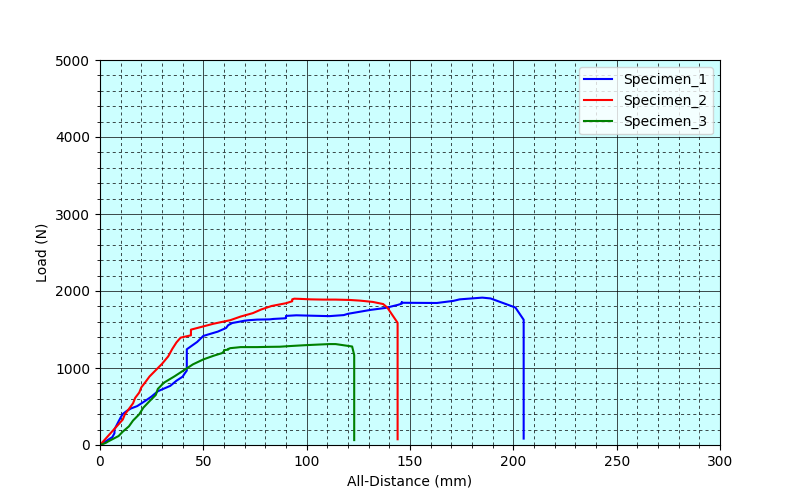 5000
4000
3000
2000
1000
0
Load (N)
0 50 100 150 200 250 300
All-Distance (mm)
Specimen_1
Specimen_2
Specimen_3